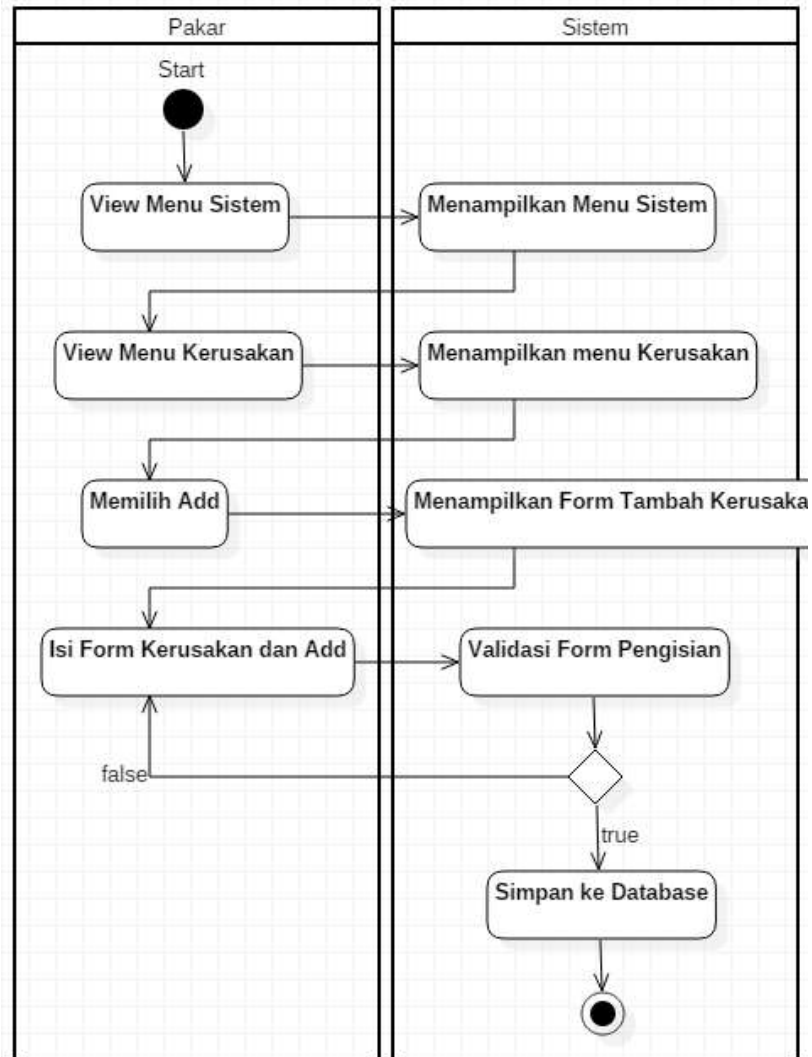 Pakar
Sistem
Start
View Menu Sistem
Menampilkan Menu Sistem
View Menu Kerusakan
Menampilkan menu Kerusakan
Memilih Add
Menampilkan Form Tambah Kerusaka
Isi Form Kerusakan dan Add
Validasi Form Pengisian
false
true
Simpan ke Database